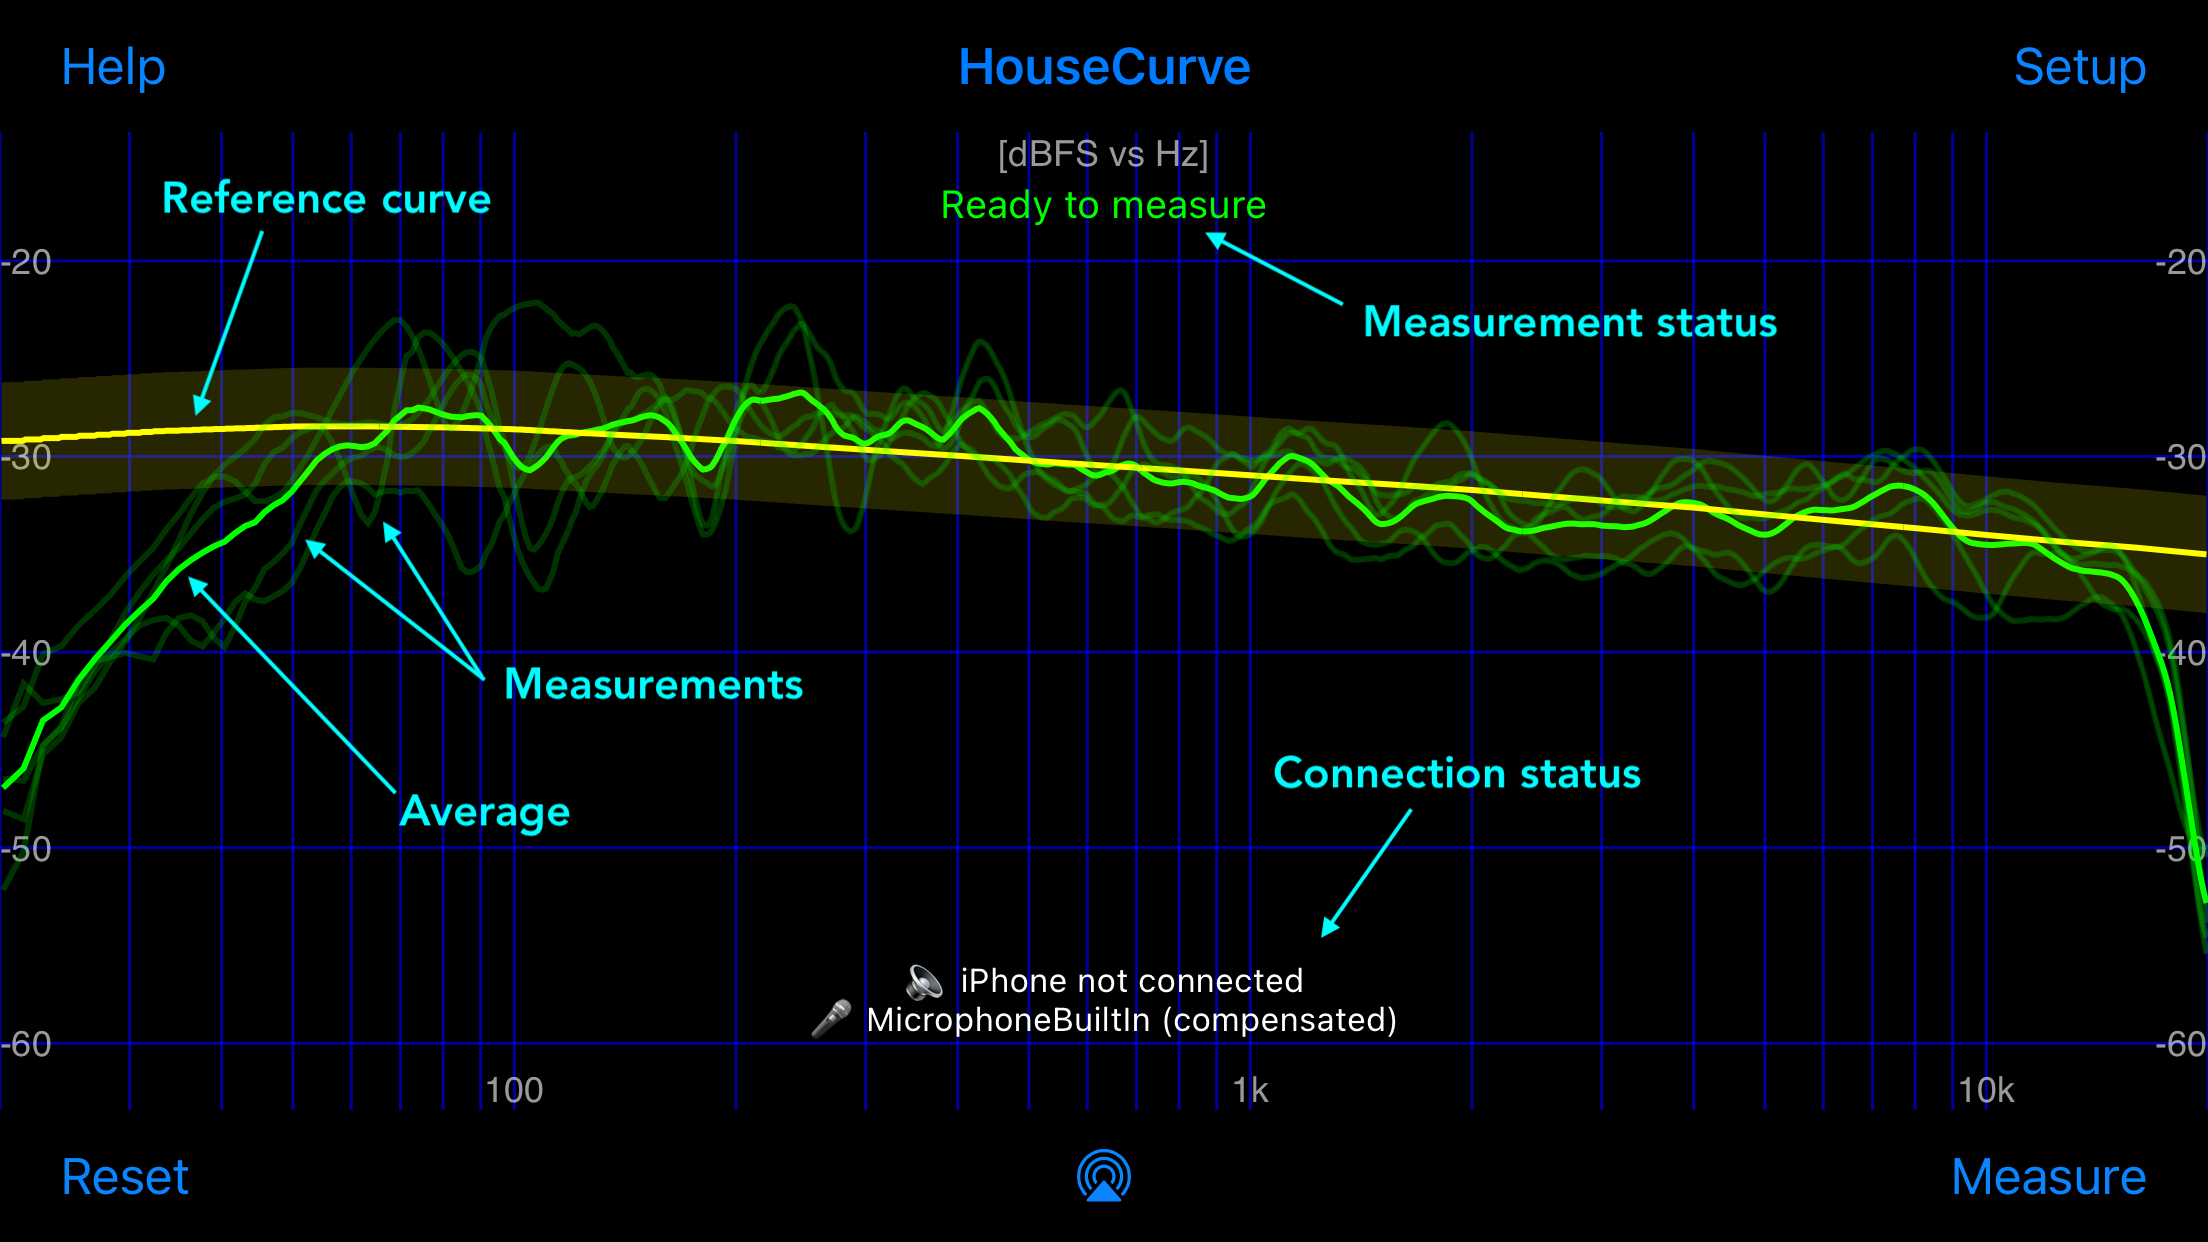 Help
HouseCurve
Setup
[dBFS vs Hz]
Ready to measure
Reference curve
-20
-20
Measurement status
-30
-30
-40
-40
Measurements
Connection status
Average
-50
-50
iPhone not connected
MicrophoneBuiltIn (compensated)
-60
-60
100
1k
10k
Reset
Measure